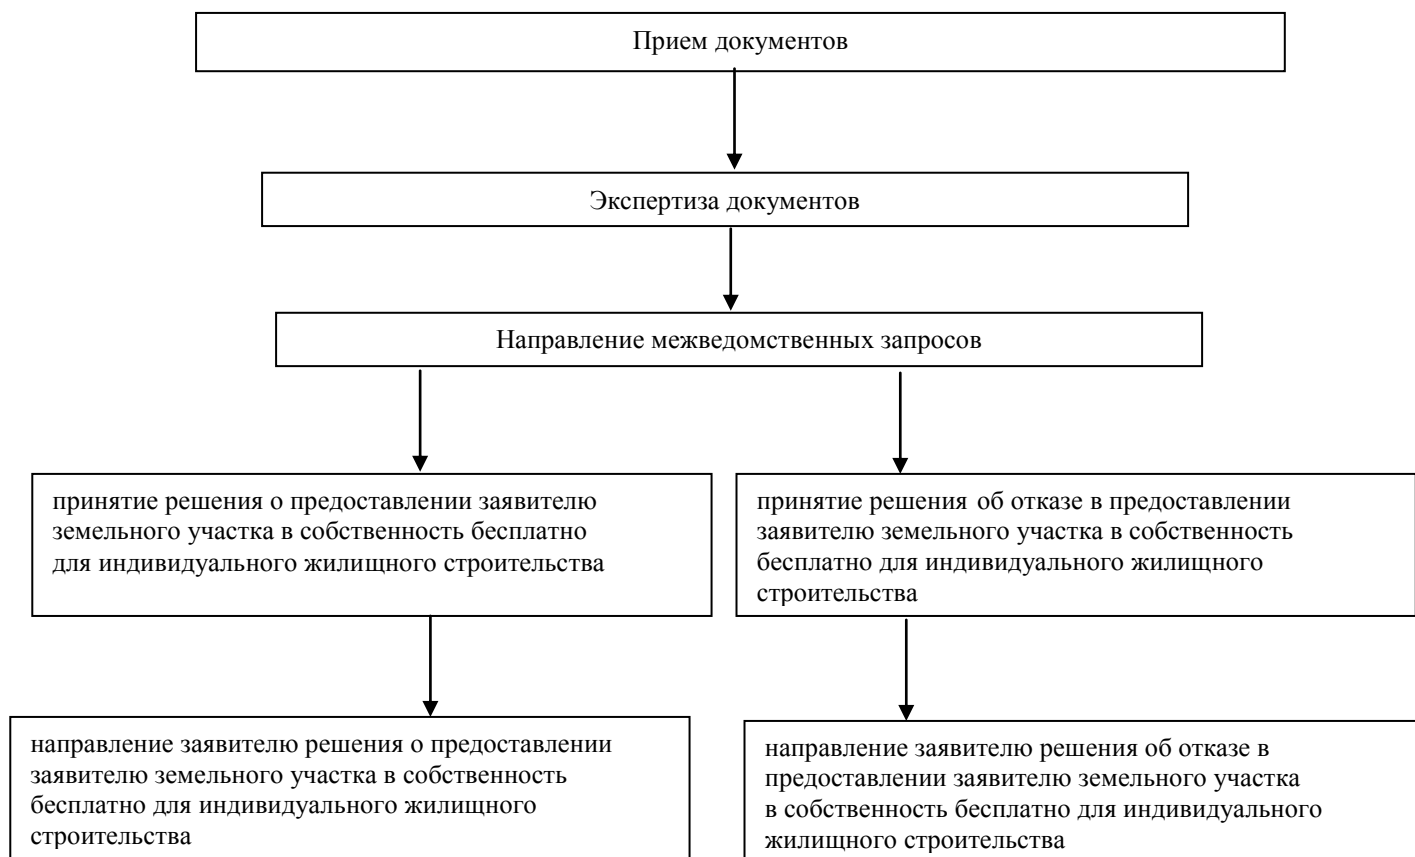 Прием документов
Экспертиза документов
Направление межведомственных запросов
принятие решения о предоставлении заявителю
земельного участка в собственность бесплатно
для индивидуального жилищного строительства
принятие решения об отказе в предоставлении
заявителю земельного участка в собственность
бесплатно для индивидуального жилищного
строительства
направление заявителю решения о предоставлении
заявителю земельного участка в собственность
бесплатно для индивидуального жилищного
строительства
направление заявителю решения об отказе в
предоставлении заявителю земельного участка
в собственность бесплатно для индивидуального
жилищного строительства